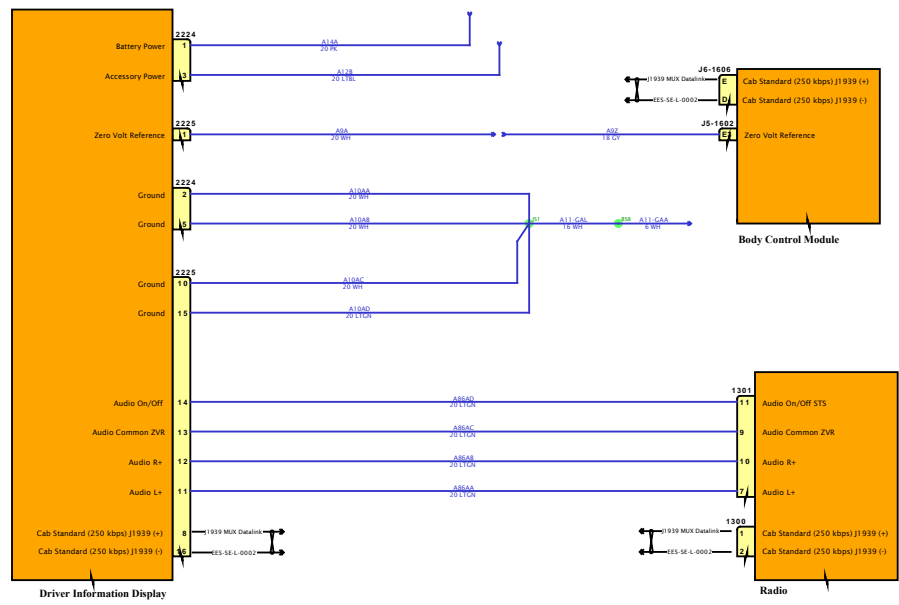 2224
Battery Power
1
A14A
20 PK
Accessory Power
3
A12B
20 LTBL
2225
Zero Volt Reference
1
A9A
20 WH
A9Z
18 GY
J6-1606
J1939 MUX Datalink
E
Cab Standard (250 kbps) J1939 (+)
EES-SE-L-0002
D
Cab Standard (250 kbps) J1939 (-)
J5-1602
Zero Volt Reference
Body Control Module
2224
Ground
2
A10AA
20 WH
Ground
5
A10AB
20 WH
JS1
A11-GAL
16 WH
A11-GAA
6 WH
2225
Ground
10
A10AC
20 WH
Ground
15
A10AD
20 LTGN
1301
Audio On/Off
14
A86AD
20 LTGN
11
Audio On/Off STS
Audio Common ZVR
13
A86AC
20 LTGN
9
Audio Common ZVR
Audio R+
12
A86AB
20 LTGN
10
Audio R+
Audio L+
11
A86AA
20 LTGN
7
Audio L+
1300
Cab Standard (250 kbps) J1939 (+)
8
J1939 MUX Datalink
J1939 MUX Datalink
1
Cab Standard (250 kbps) J1939 (+)
Cab Standard (250 kbps) J1939 (-)
16
EES-SE-L-0002
EES-SE-L-0002
2
Cab Standard (250 kbps) J1939 (-)
Driver Information Display
Radio